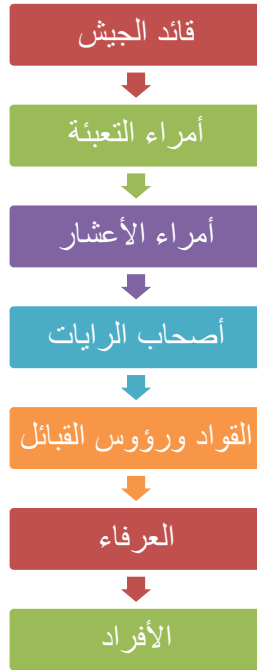 قائد الجيش
أمراء التعبئة
أمراء الأعشار
أصحاب الرايات
القواد ورؤوس القبائل
العرفاء
الأفراد